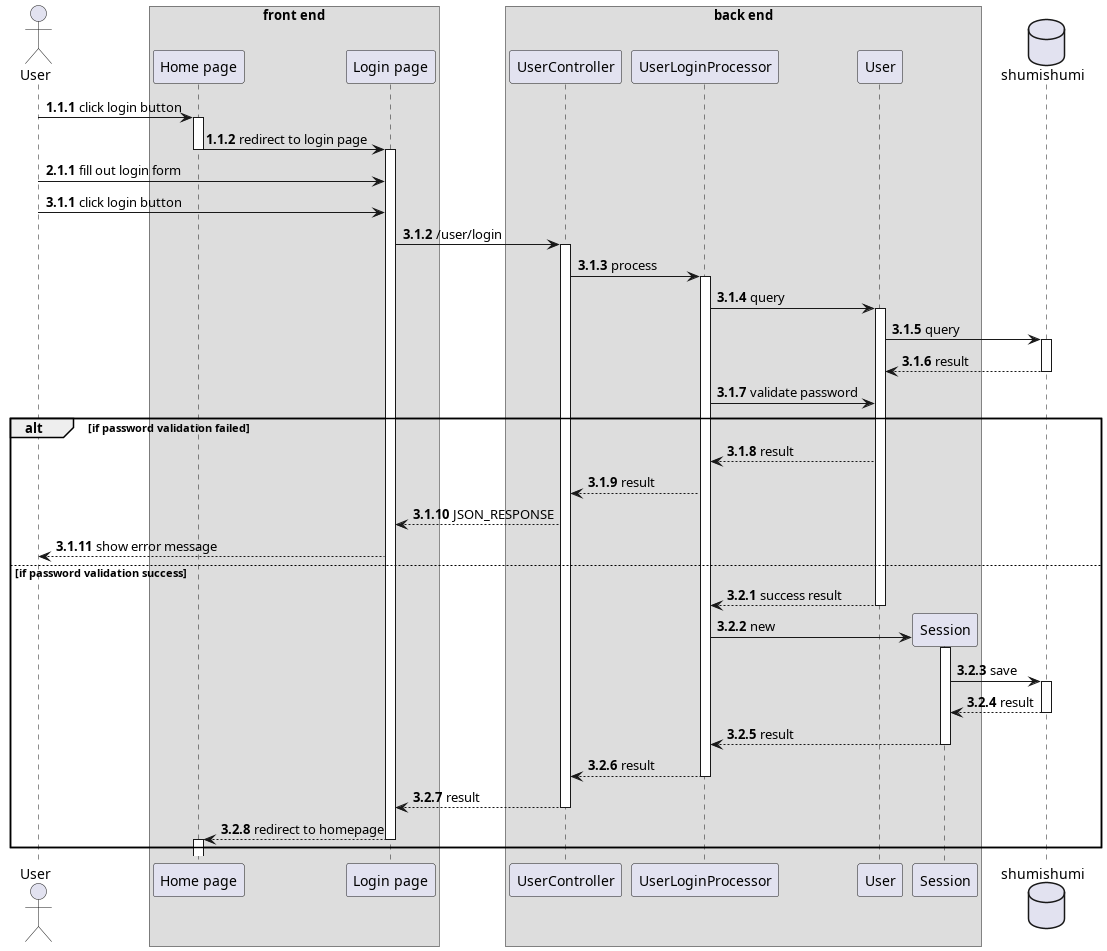 front end
back end
User
Home page
Login page
UserController
UserLoginProcessor
User
shumishumi
1.1.1 click login button
1.1.2 redirect to login page
2.1.1 fill out login form
3.1.1 click login button
3.1.2 /user/login
3.1.3 process
3.1.4 query
3.1.5 query
3.1.6 result
3.1.7 validate password
alt [if password validation failed]
3.1.8 result
3.1.9 result
3.1.10 JSON_RESPONSE
3.1.11 show error message
[if password validation success]
3.2.1 success result
3.2.2 new
Session
3.2.3 save
3.2.4 result
3.2.5 result
3.2.6 result
3.2.7 result
3.2.8 redirect to homepage
User
Home page
Login page
UserController
UserLoginProcessor
User
Session
shumishumi